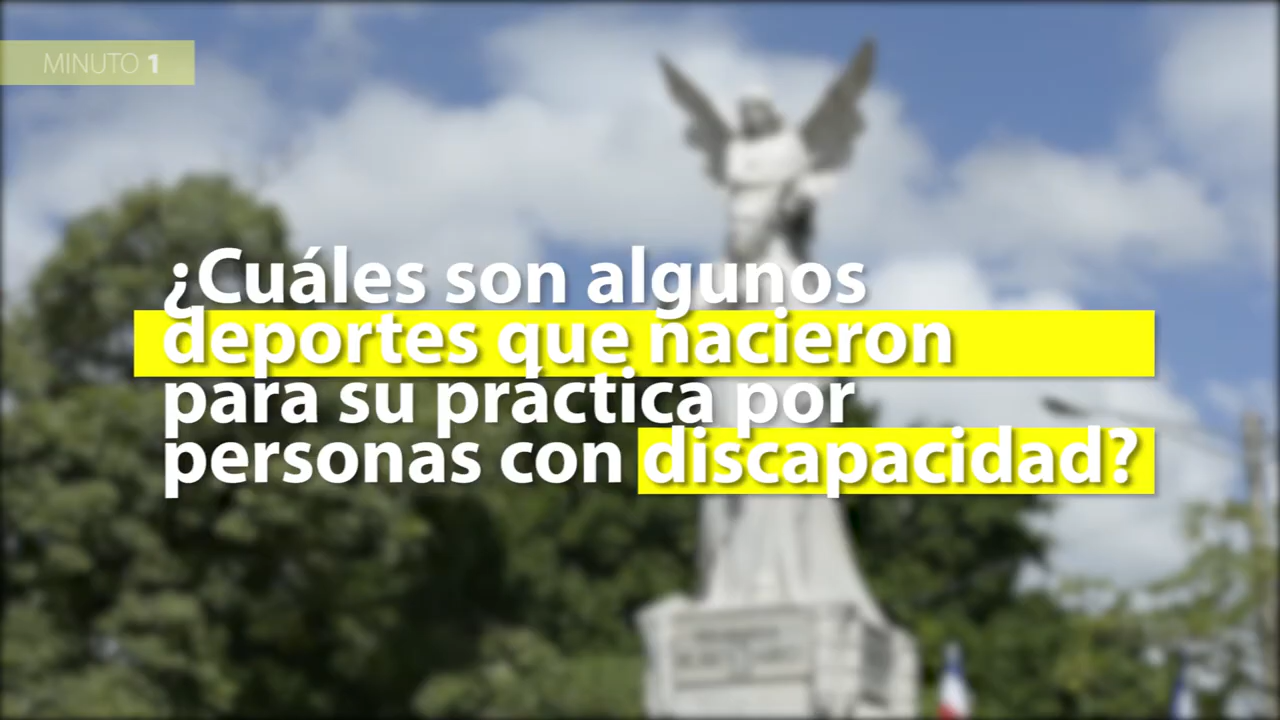 MINUTO 1
¿Cuáles son algunos
deportes que nacieron
para su práctica por
personas con discapacidad?